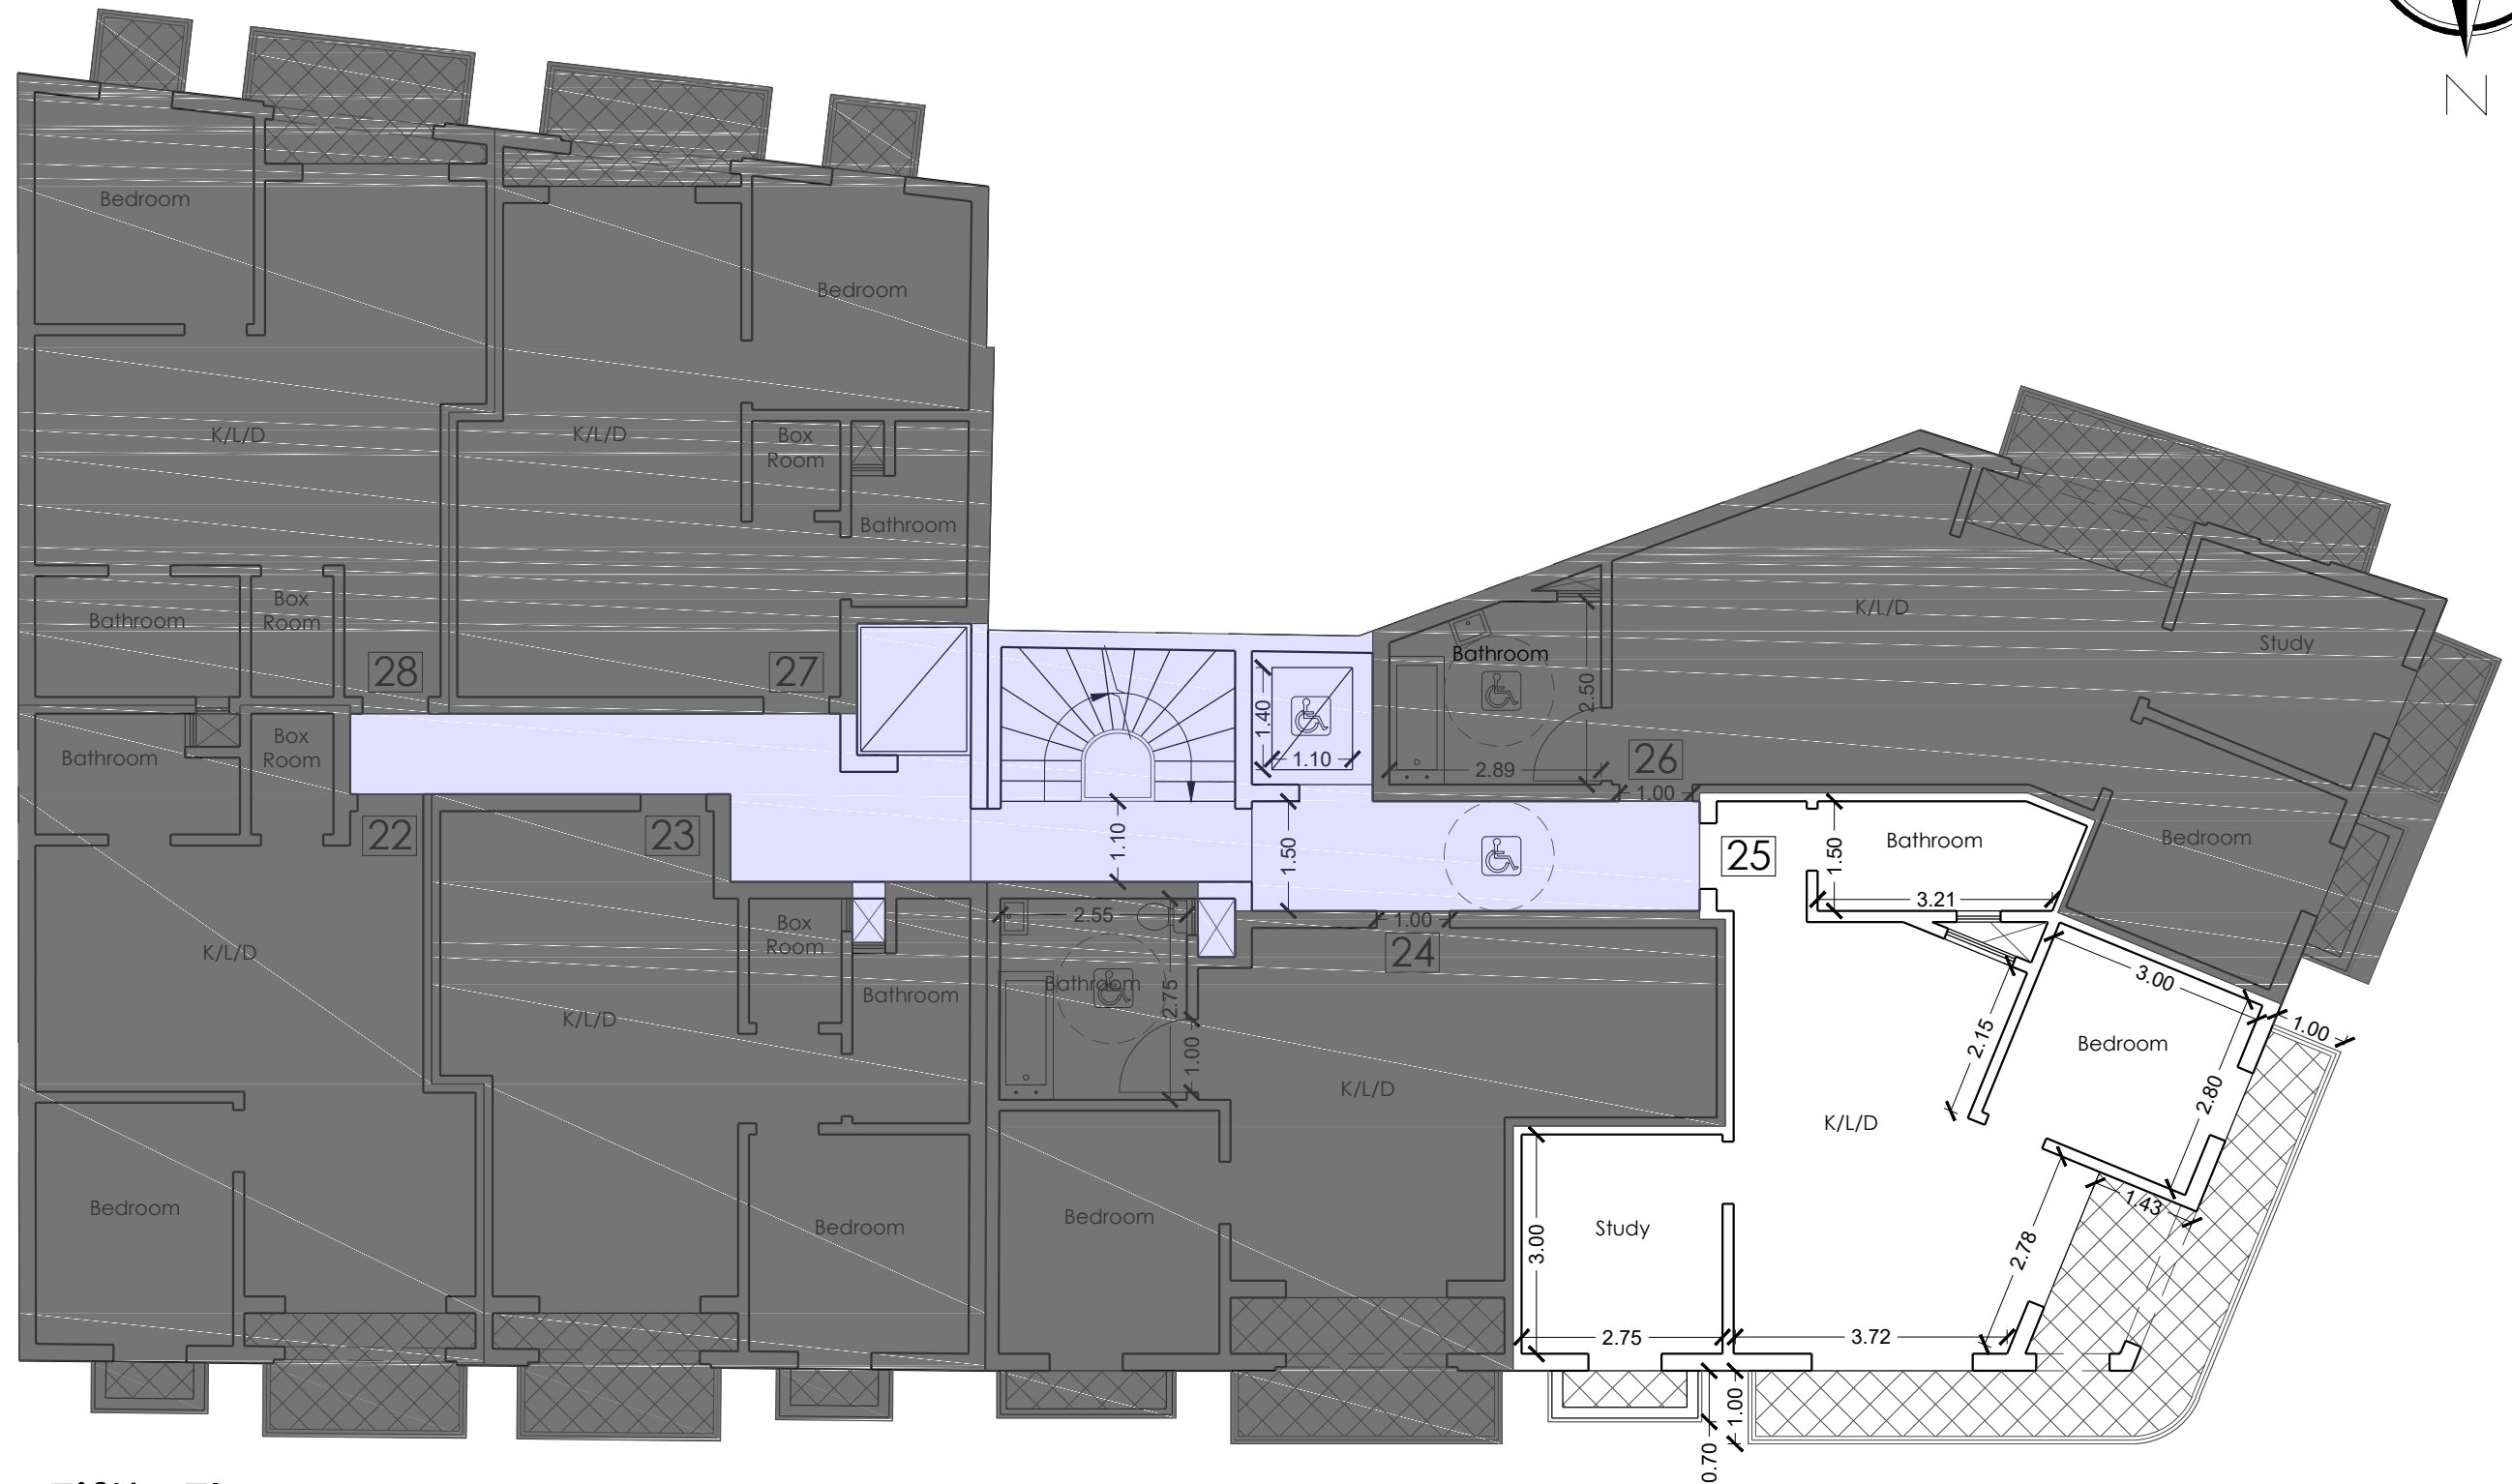 N
Bedroom
Bedroom
K/L/D
K/L/D
Box
Room
Bathroom
Box
Room
Bathroom
28
27
K/L/D
Study
Bathroom
2.50
1.40
1.10
2.89
26
1.00
Bathroom
Box
Room
22
23
1.10
1.50
25
1.50
Bathroom
3.21
Bedroom
K/L/D
Box
Room
2.55
1.00
24
Bathroom
2.75
Bathroom
K/L/D
1.00
K/L/D
3.00
2.15
Bedroom
1.00
2.80
K/L/D
1.43
Bedroom
Bedroom
Bedroom
Study
3.00
2.78
2.75
3.72
1.00
0.70